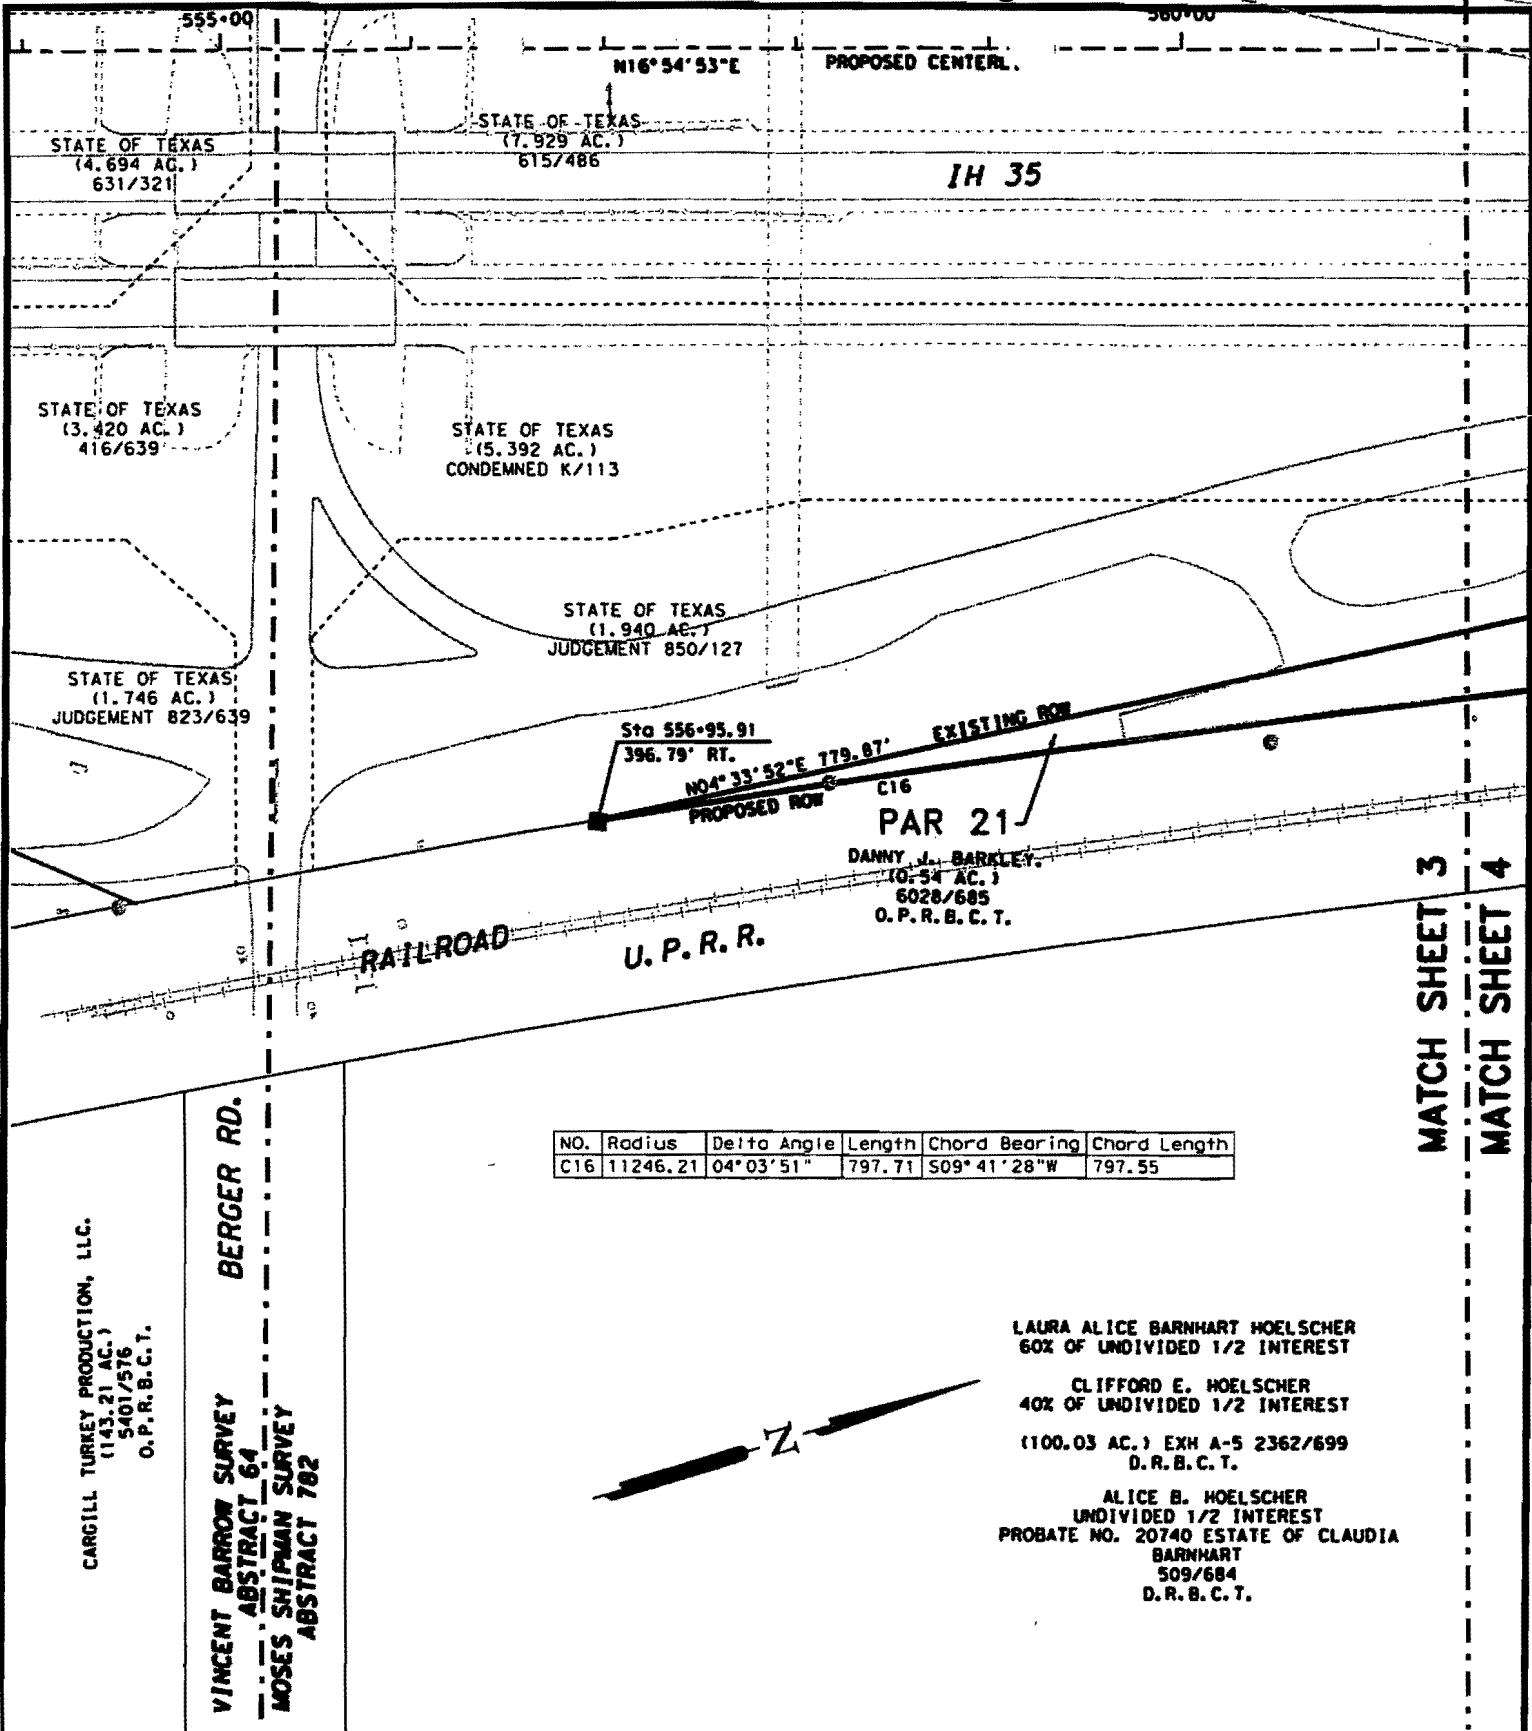 555+00
560+00
N16°54'53"E
PROPOSED CENTERL.
STATE OF TEXAS
(4.694 AC.)
631/321
STATE OF TEXAS
(7.929 AC.)
615/486
IH 35
STATE OF TEXAS
(3.420 AC.)
416/639
STATE OF TEXAS
(5.392 AC.)
CONDEMNED K/113
STATE OF TEXAS
(1.940 AC.)
JUDGEMENT 850/127
STATE OF TEXAS
(1.746 AC.)
JUDGEMENT 823/639
Sta 556+95.91
396.79' RT.
N04°33'52"E 779.87'
EXISTING ROW
PROPOSED ROW
C16
PAR 21
DANNY J. BARKLEY.
(0.54 AC.)
6028/685
O.P.R.B.C.T.
RAILROAD
U.P.R.R.
MATCH SHEET 3
MATCH SHEET 4
NO. Radius Delta Angle Length Chord Bearing Chord Length
C16 11246.21 04°03'51" 797.71 S09°41'28"W 797.55
BERGER RD.
CARGILL TURKEY PRODUCTION, LLC.
(143.21 AC.)
5401/576
O.P.R.B.C.T.
VINCENT BARROW SURVEY
ABSTRACT 64
MOSES SHIPMAN SURVEY
ABSTRACT 782
N
LAURA ALICE BARNHART HOELSCHER
60% OF UNDIVIDED 1/2 INTEREST
CLIFFORD E. HOELSCHER
40% OF UNDIVIDED 1/2 INTEREST
(100.03 AC.) EXH A-5 2362/699
D.R.B.C.T.
ALICE B. HOELSCHER
UNDIVIDED 1/2 INTEREST
PROBATE NO. 20740 ESTATE OF CLAUDIA
BARNHART
509/684
D.R.B.C.T.